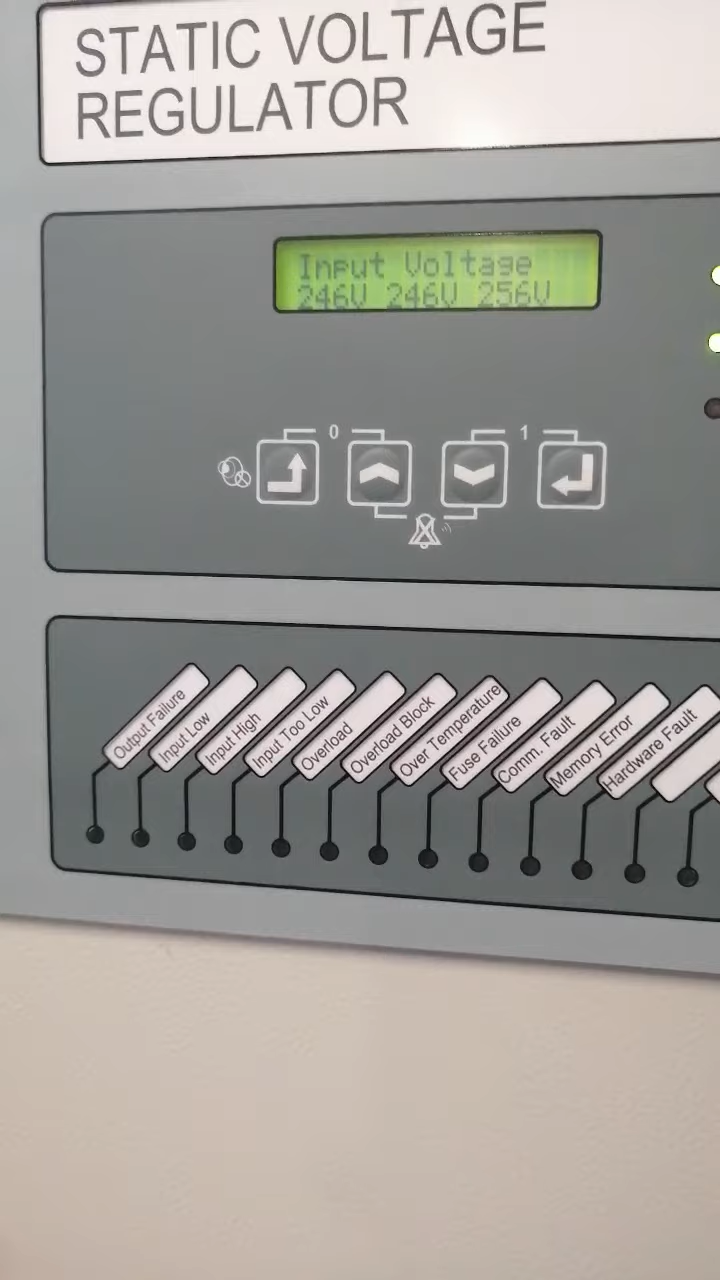 STATIC VOLTAGE
REGULATOR
Input Voltage
246V 246V 256V
0
1
Output Failure
Input Low
Input High
Input Too Low
Overload
Overload Block
Over Temperature
Fuse Failure
Comm. Fault
Memory Error
Hardware Fault